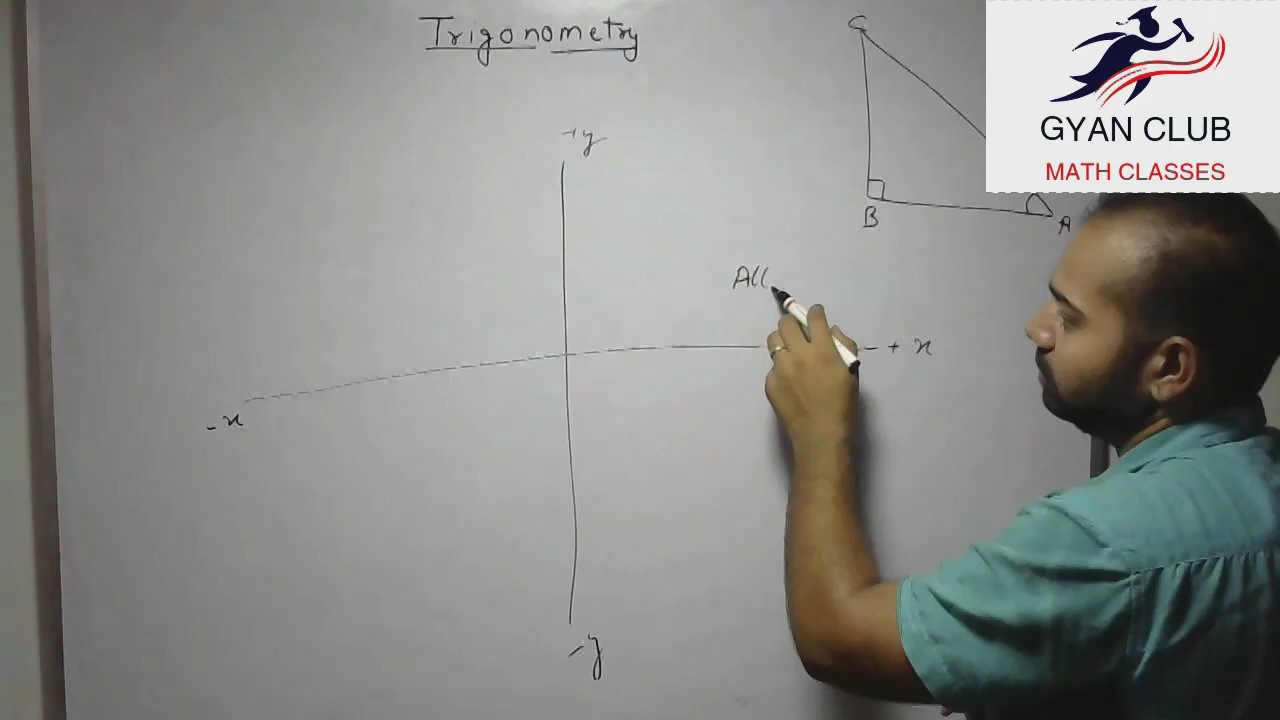 Trigonometry
C
GYAN CLUB
MATH CLASSES
+y
B
A
All
+ x
-x
-y